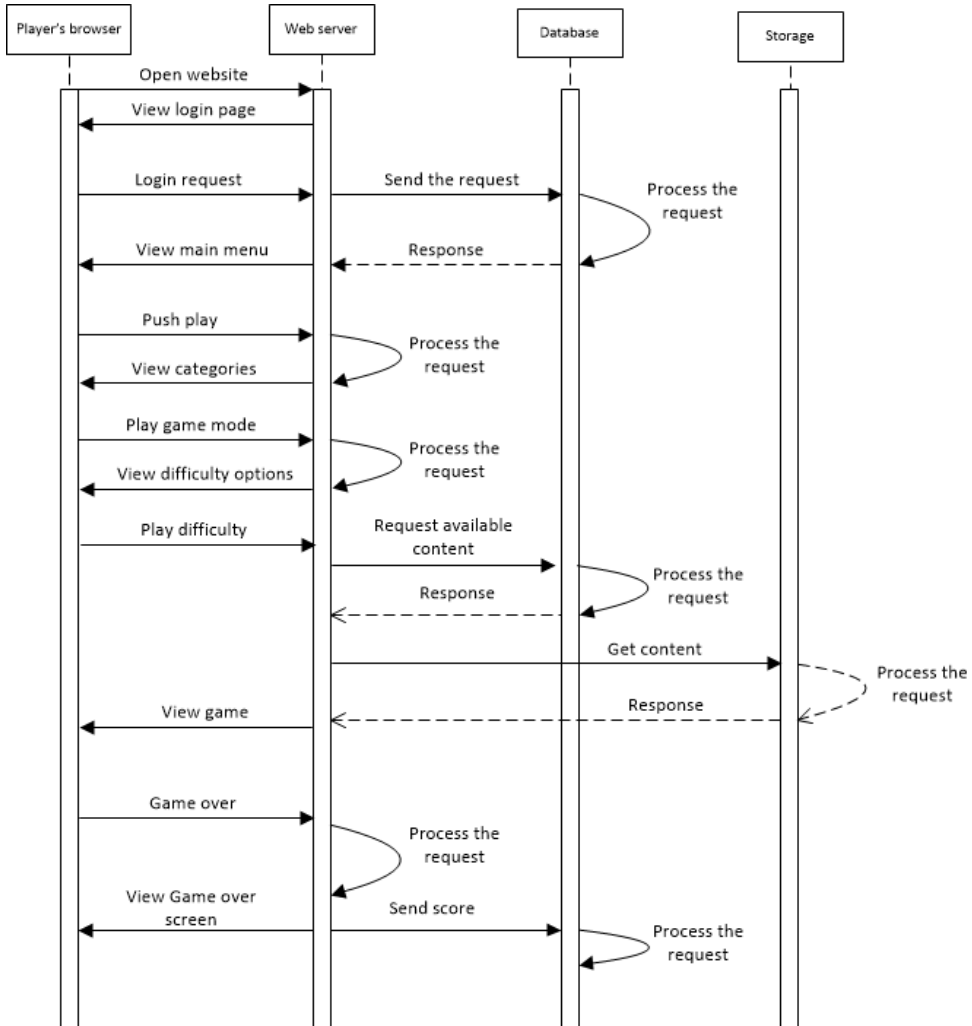 Player's browser
Web server
Database
Storage
Open website
View login page
Login request
Send the request
Process the
request
View main menu
Response
Push play
Process the
request
View categories
Play game mode
Process the
request
View difficulty options
Play difficulty
Request available
content
Process the
request
Response
Get content
Process the
request
View game
Response
Game over
Process the
request
View Game over
screen
Send score
Process the
request